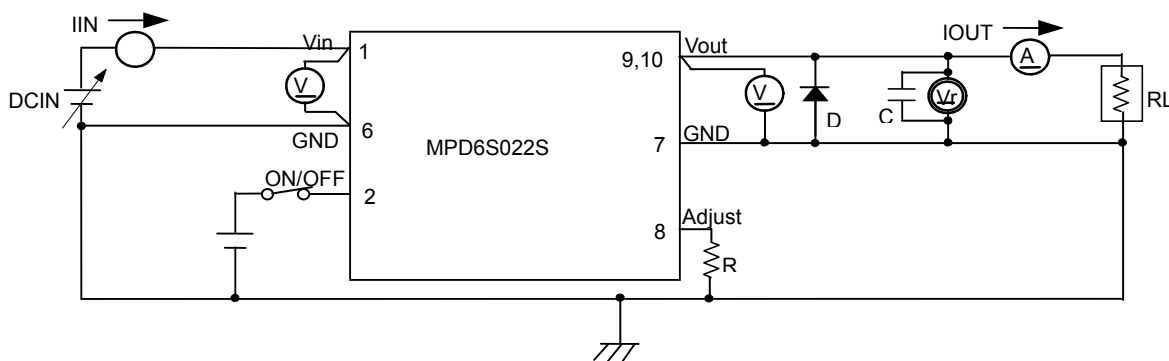 IIN
IOUT
Vin
1
9,10
Vout
A
DCIN
V
V
C
Vr
RL
D
GND
6
MPD6S022S
7
GND
ON/OFF
2
8
Adjust
R